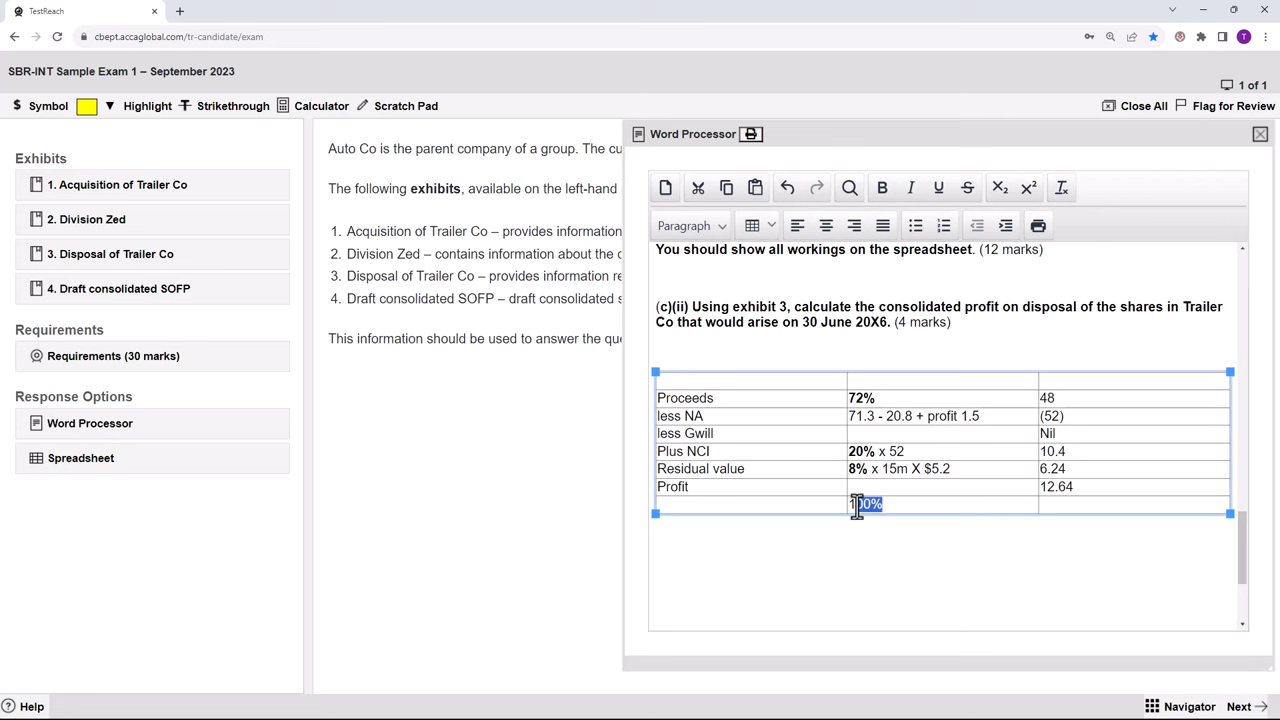 TestReach
cbept.accaglobal.com/tr-candidate/exam
T
SBR-INT Sample Exam 1 – September 2023
1 of 1
$ Symbol Highlight Strikethrough Calculator Scratch Pad Close All Flag for Review
Exhibits
1. Acquisition of Trailer Co
2. Division Zed
3. Disposal of Trailer Co
4. Draft consolidated SOFP
Requirements
Requirements (30 marks)
Response Options
Word Processor
Spreadsheet
Auto Co is the parent company of a group. The cu
The following exhibits, available on the left-hand
1. Acquisition of Trailer Co – provides information
2. Division Zed – contains information about the c
3. Disposal of Trailer Co – provides information re
4. Draft consolidated SOFP – draft consolidated s
This information should be used to answer the que
Word Processor
B I U S X₂ X² Tx
Paragraph
You should show all workings on the spreadsheet. (12 marks)
(c)(ii) Using exhibit 3, calculate the consolidated profit on disposal of the shares in Trailer
Co that would arise on 30 June 20X6. (4 marks)
Proceeds 72% 48
less NA 71.3 - 20.8 + profit 1.5 (52)
less Gwill Nil
Plus NCI 20% x 52 10.4
Residual value 8% x 15m X $5.2 6.24
Profit 12.64
100%
Help
Navigator Next